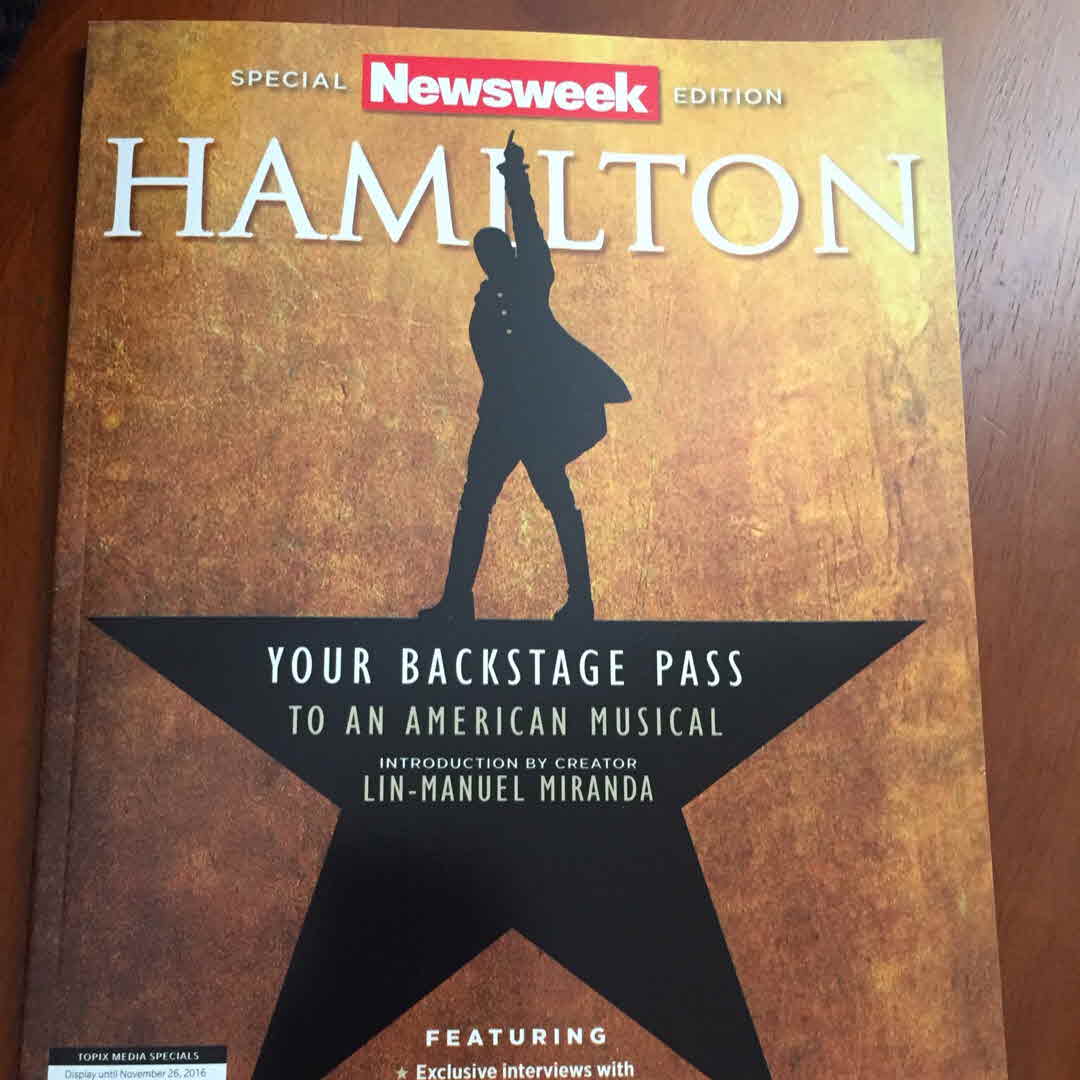 SPECIAL Newsweek EDITION
HAMILTON
YOUR BACKSTAGE PASS
TO AN AMERICAN MUSICAL
INTRODUCTION BY CREATOR
LIN-MANUEL MIRANDA
FEATURING
★ Exclusive interviews with
TOPIX MEDIA SPECIALS
Display until November 26, 2016